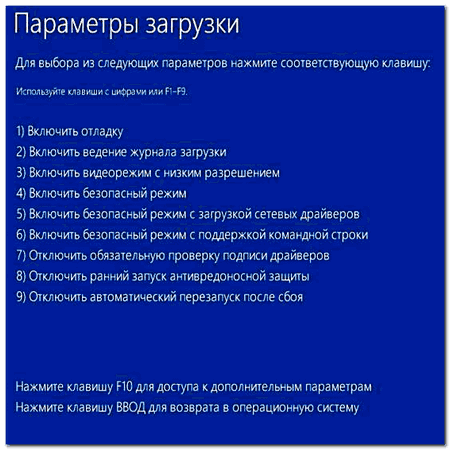 Параметры загрузки
Для выбора из следующих параметров нажмите соответствующую клавишу:
Используйте клавиши с цифрами или F1–F9.
1) Включить отладку
2) Включить ведение журнала загрузки
3) Включить видеорежим с низким разрешением
4) Включить безопасный режим
5) Включить безопасный режим с загрузкой сетевых драйверов
6) Включить безопасный режим с поддержкой командной строки
7) Отключить обязательную проверку подписи драйверов
8) Отключить ранний запуск антивредоносной защиты
9) Отключить автоматический перезапуск после сбоя
Нажмите клавишу F10 для доступа к дополнительным параметрам
Нажмите клавишу ВВОД для возврата в операционную систему